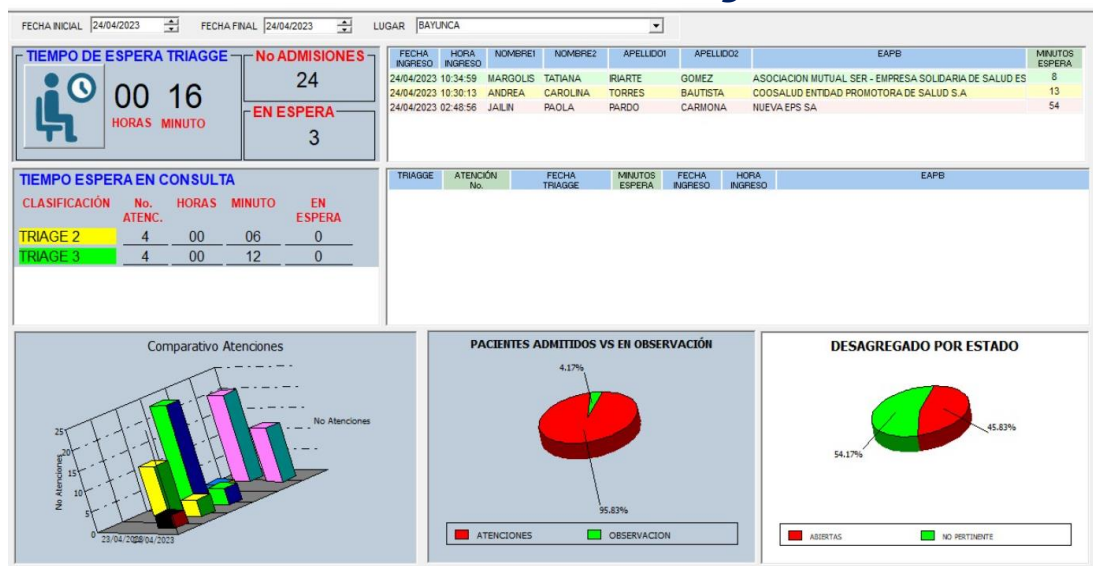 FECHA INICIAL 24/04/2023 FECHA FINAL 24/04/2023 LUGAR BAYUNCA
TIEMPO DE ESPERA TRIAGGE
00 16
HORAS MINUTO
No ADMISIONES
24
EN ESPERA
3
FECHA INGRESO HORA INGRESO NOMBRE1 NOMBRE2 APELLIDO1 APELLIDO2 EAPB MINUTOS ESPERA
24/04/2023 10:34:59 MARGOLIS TATIANA IRIARTE GOMEZ ASOCIACION MUTUAL SER - EMPRESA SOLIDARIA DE SALUD ES 8
24/04/2023 10:30:13 ANDREA CAROLINA TORRES BAUTISTA COOSALUD ENTIDAD PROMOTORA DE SALUD S.A 13
24/04/2023 02:48:56 JAILIN PAOLA PARDO CARMONA NUEVA EPS SA 54
TIEMPO ESPERA EN CONSULTA
CLASIFICACIÓN No. ATENC. HORAS MINUTO EN ESPERA
TRIAGE 2 4 00 06 0
TRIAGE 3 4 00 12 0
TRIAGGE ATENCIÓN No. FECHA TRIAGGE MINUTOS ESPERA FECHA INGRESO HORA INGRESO EAPB
Comparativo Atenciones
No Atenciones
25
20
15
10
5
0
No Atenciones
23/04/2023
24/04/2023
PACIENTES ADMITIDOS VS EN OBSERVACIÓN
4.17%
95.83%
ATENCIONES OBSERVACION
DESAGREGADO POR ESTADO
45.83%
54.17%
ABIERTAS NO PERTINENTE